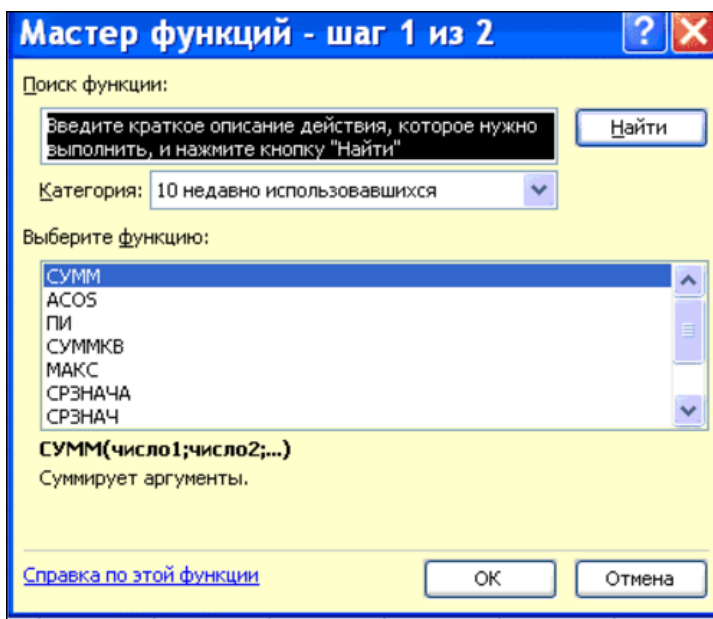 Мастер функций - шаг 1 из 2
Поиск функции:
Введите краткое описание действия, которое нужно
выполнить, и нажмите кнопку "Найти"
Найти
Категория: 10 недавно использовавшихся
Выберите функцию:
СУММ
ACOS
ПИ
СУММКВ
МАКС
СРЗНАЧА
СРЗНАЧ
СУММ(число1;число2;...)
Суммирует аргументы.
Справка по этой функции
ОК
Отмена